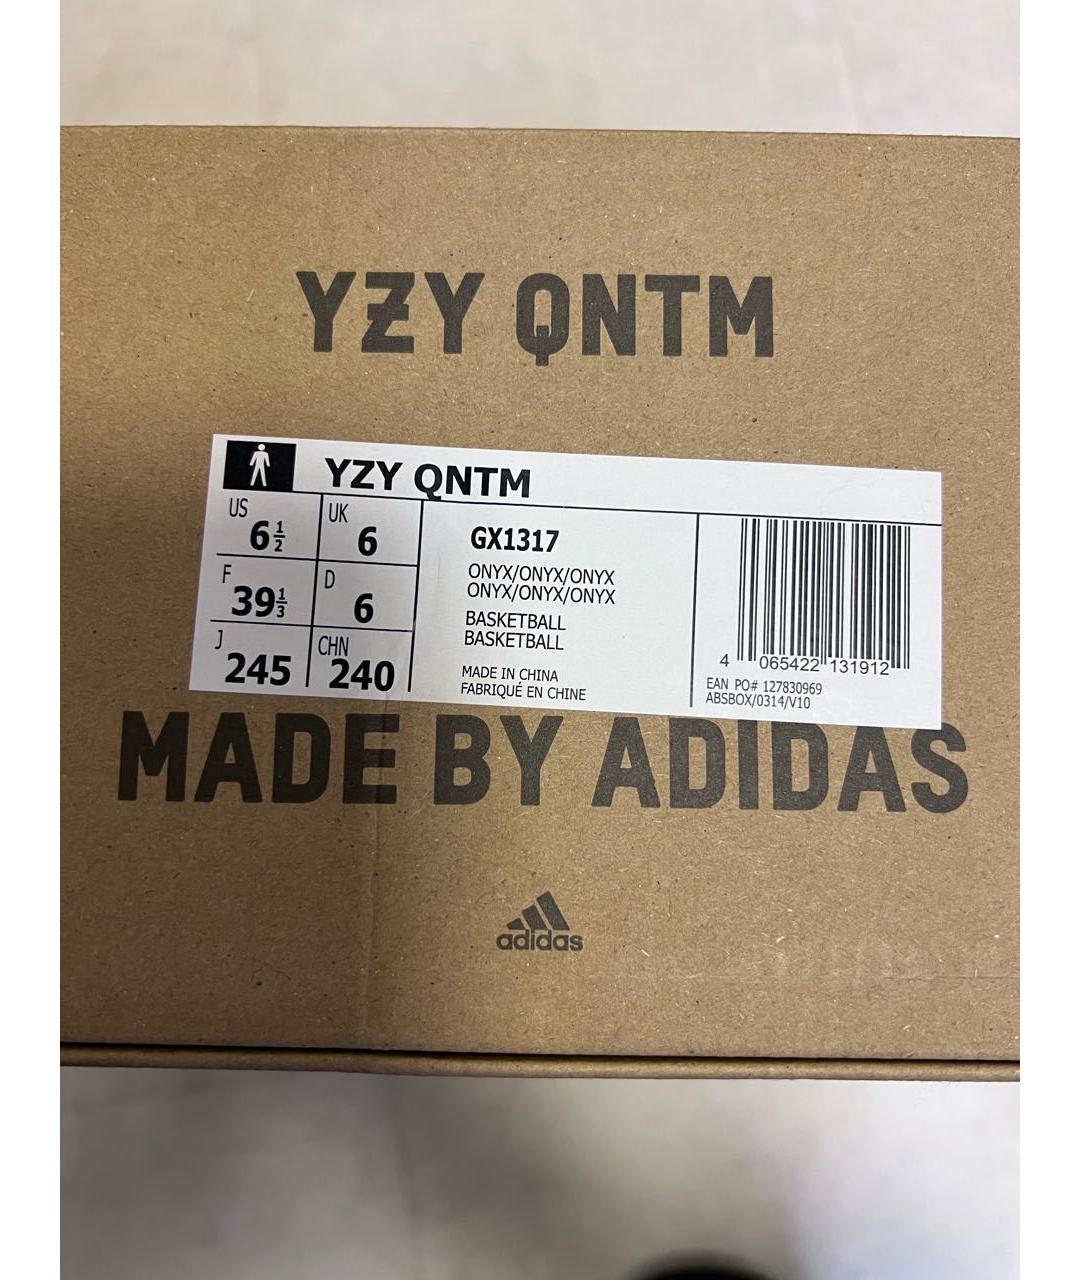 YZY QNTM
YZY QNTM
US 6½ UK 6
F 39⅓ D 6
J 245 CHN 240
GX1317
ONYX/ONYX/ONYX
ONYX/ONYX/ONYX
BASKETBALL
BASKETBALL
MADE IN CHINA
FABRIQUÉ EN CHINE
4 065422 131912
EAN PO# 127830969
ABSBOX/0314/V10
MADE BY ADIDAS
adidas